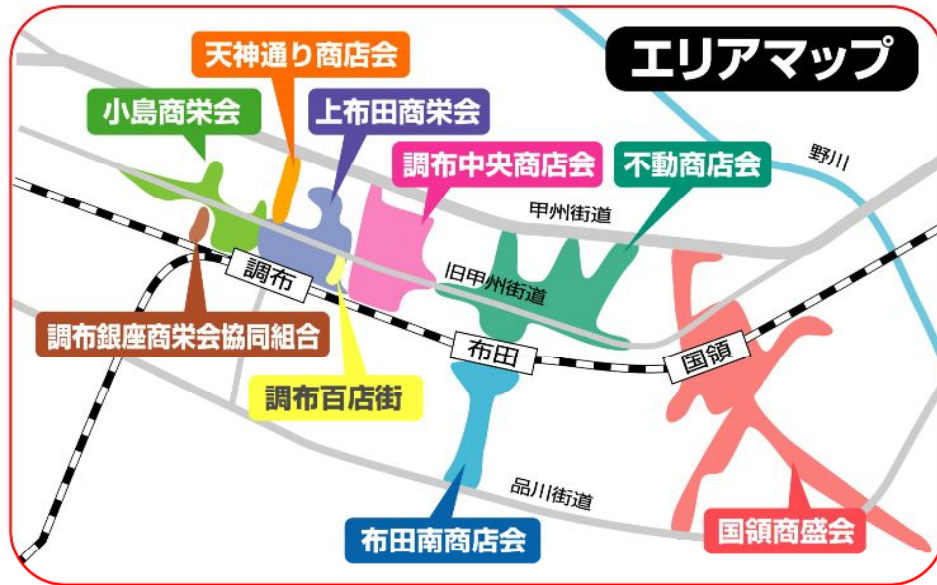 エリアマップ
天神通り商店会
小島商栄会
上布田商栄会
調布中央商店会
不動商店会
野川
甲州街道
調布
旧甲州街道
調布銀座商栄会協同組合
布田
国領
調布百店街
品川街道
布田南商店会
国領商盛会